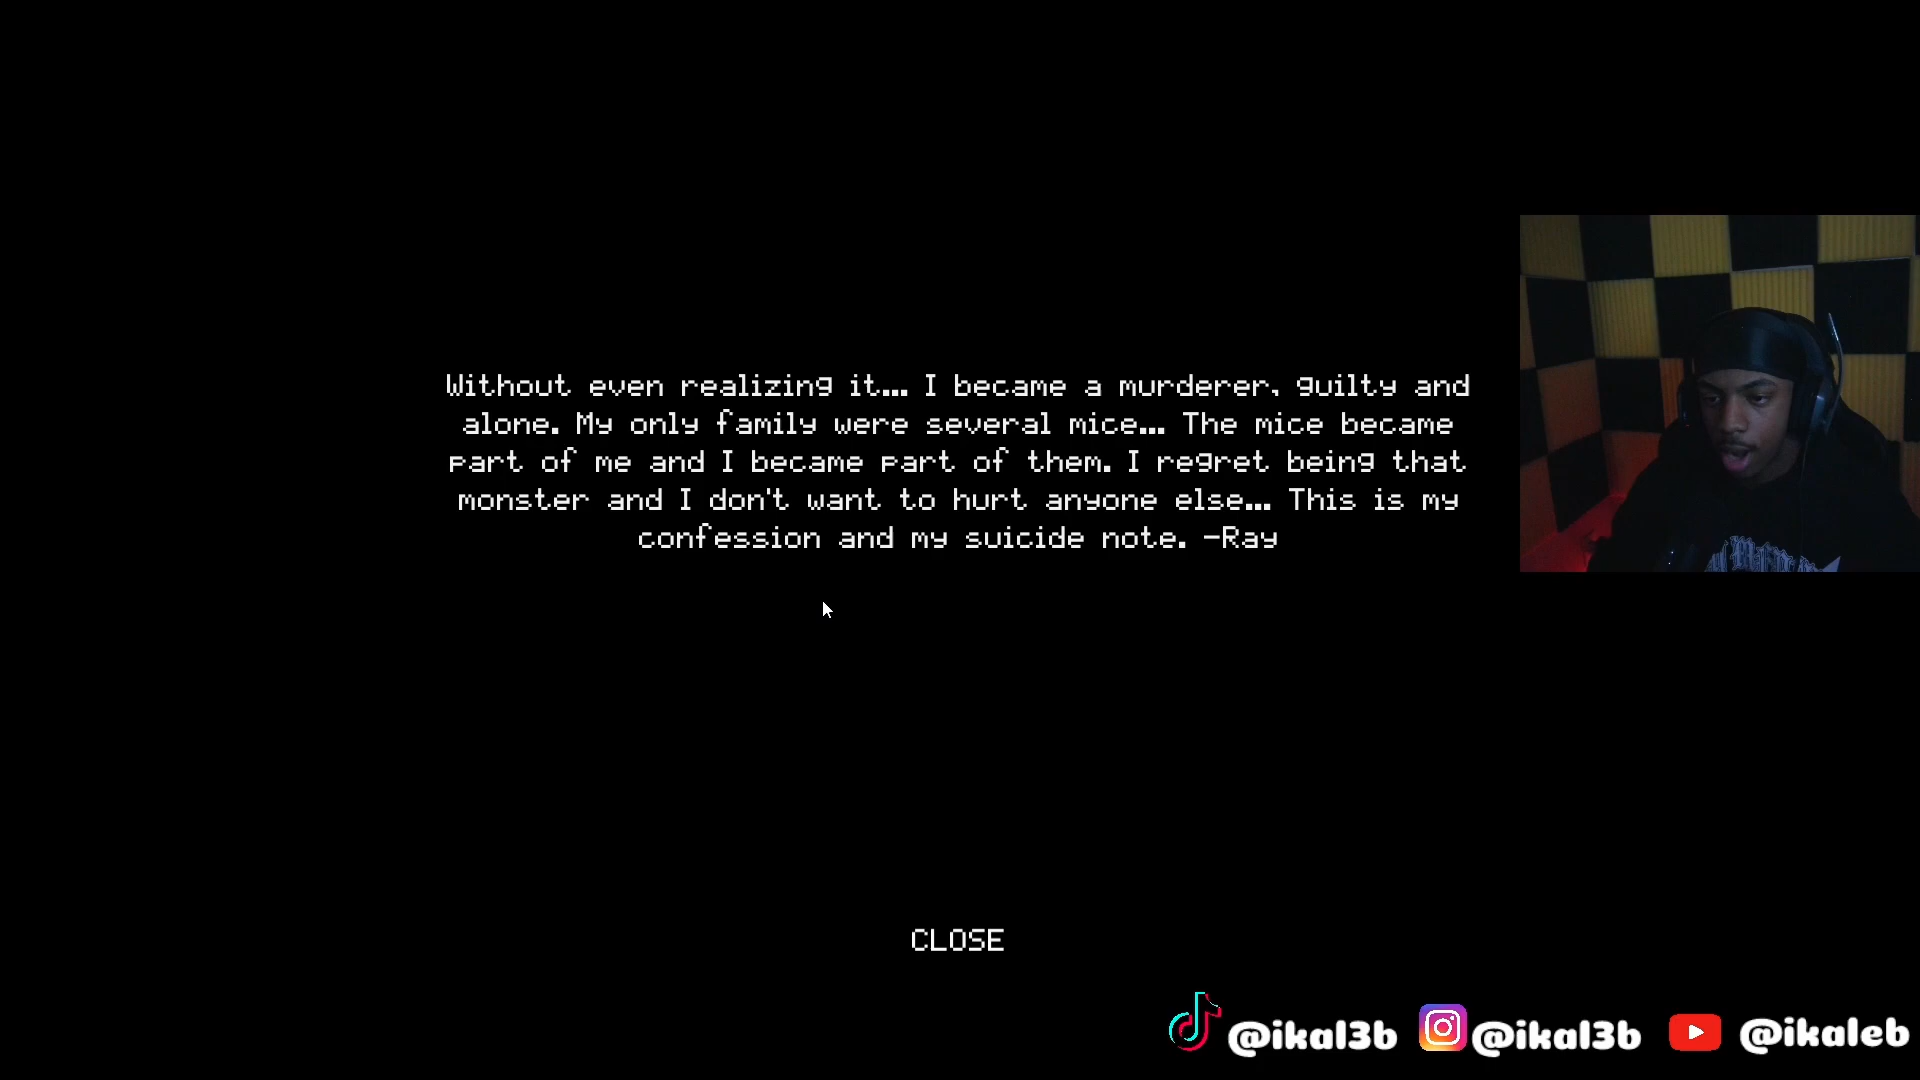 Without even realizing it... I became a murderer, guilty and
alone. My only family were several mice... The mice became
part of me and I became part of them. I regret being that
monster and I don't want to hurt anyone else... This is my
confession and my suicide note. -Ray
CLOSE
@ikal3b @ikal3b @ikaleb